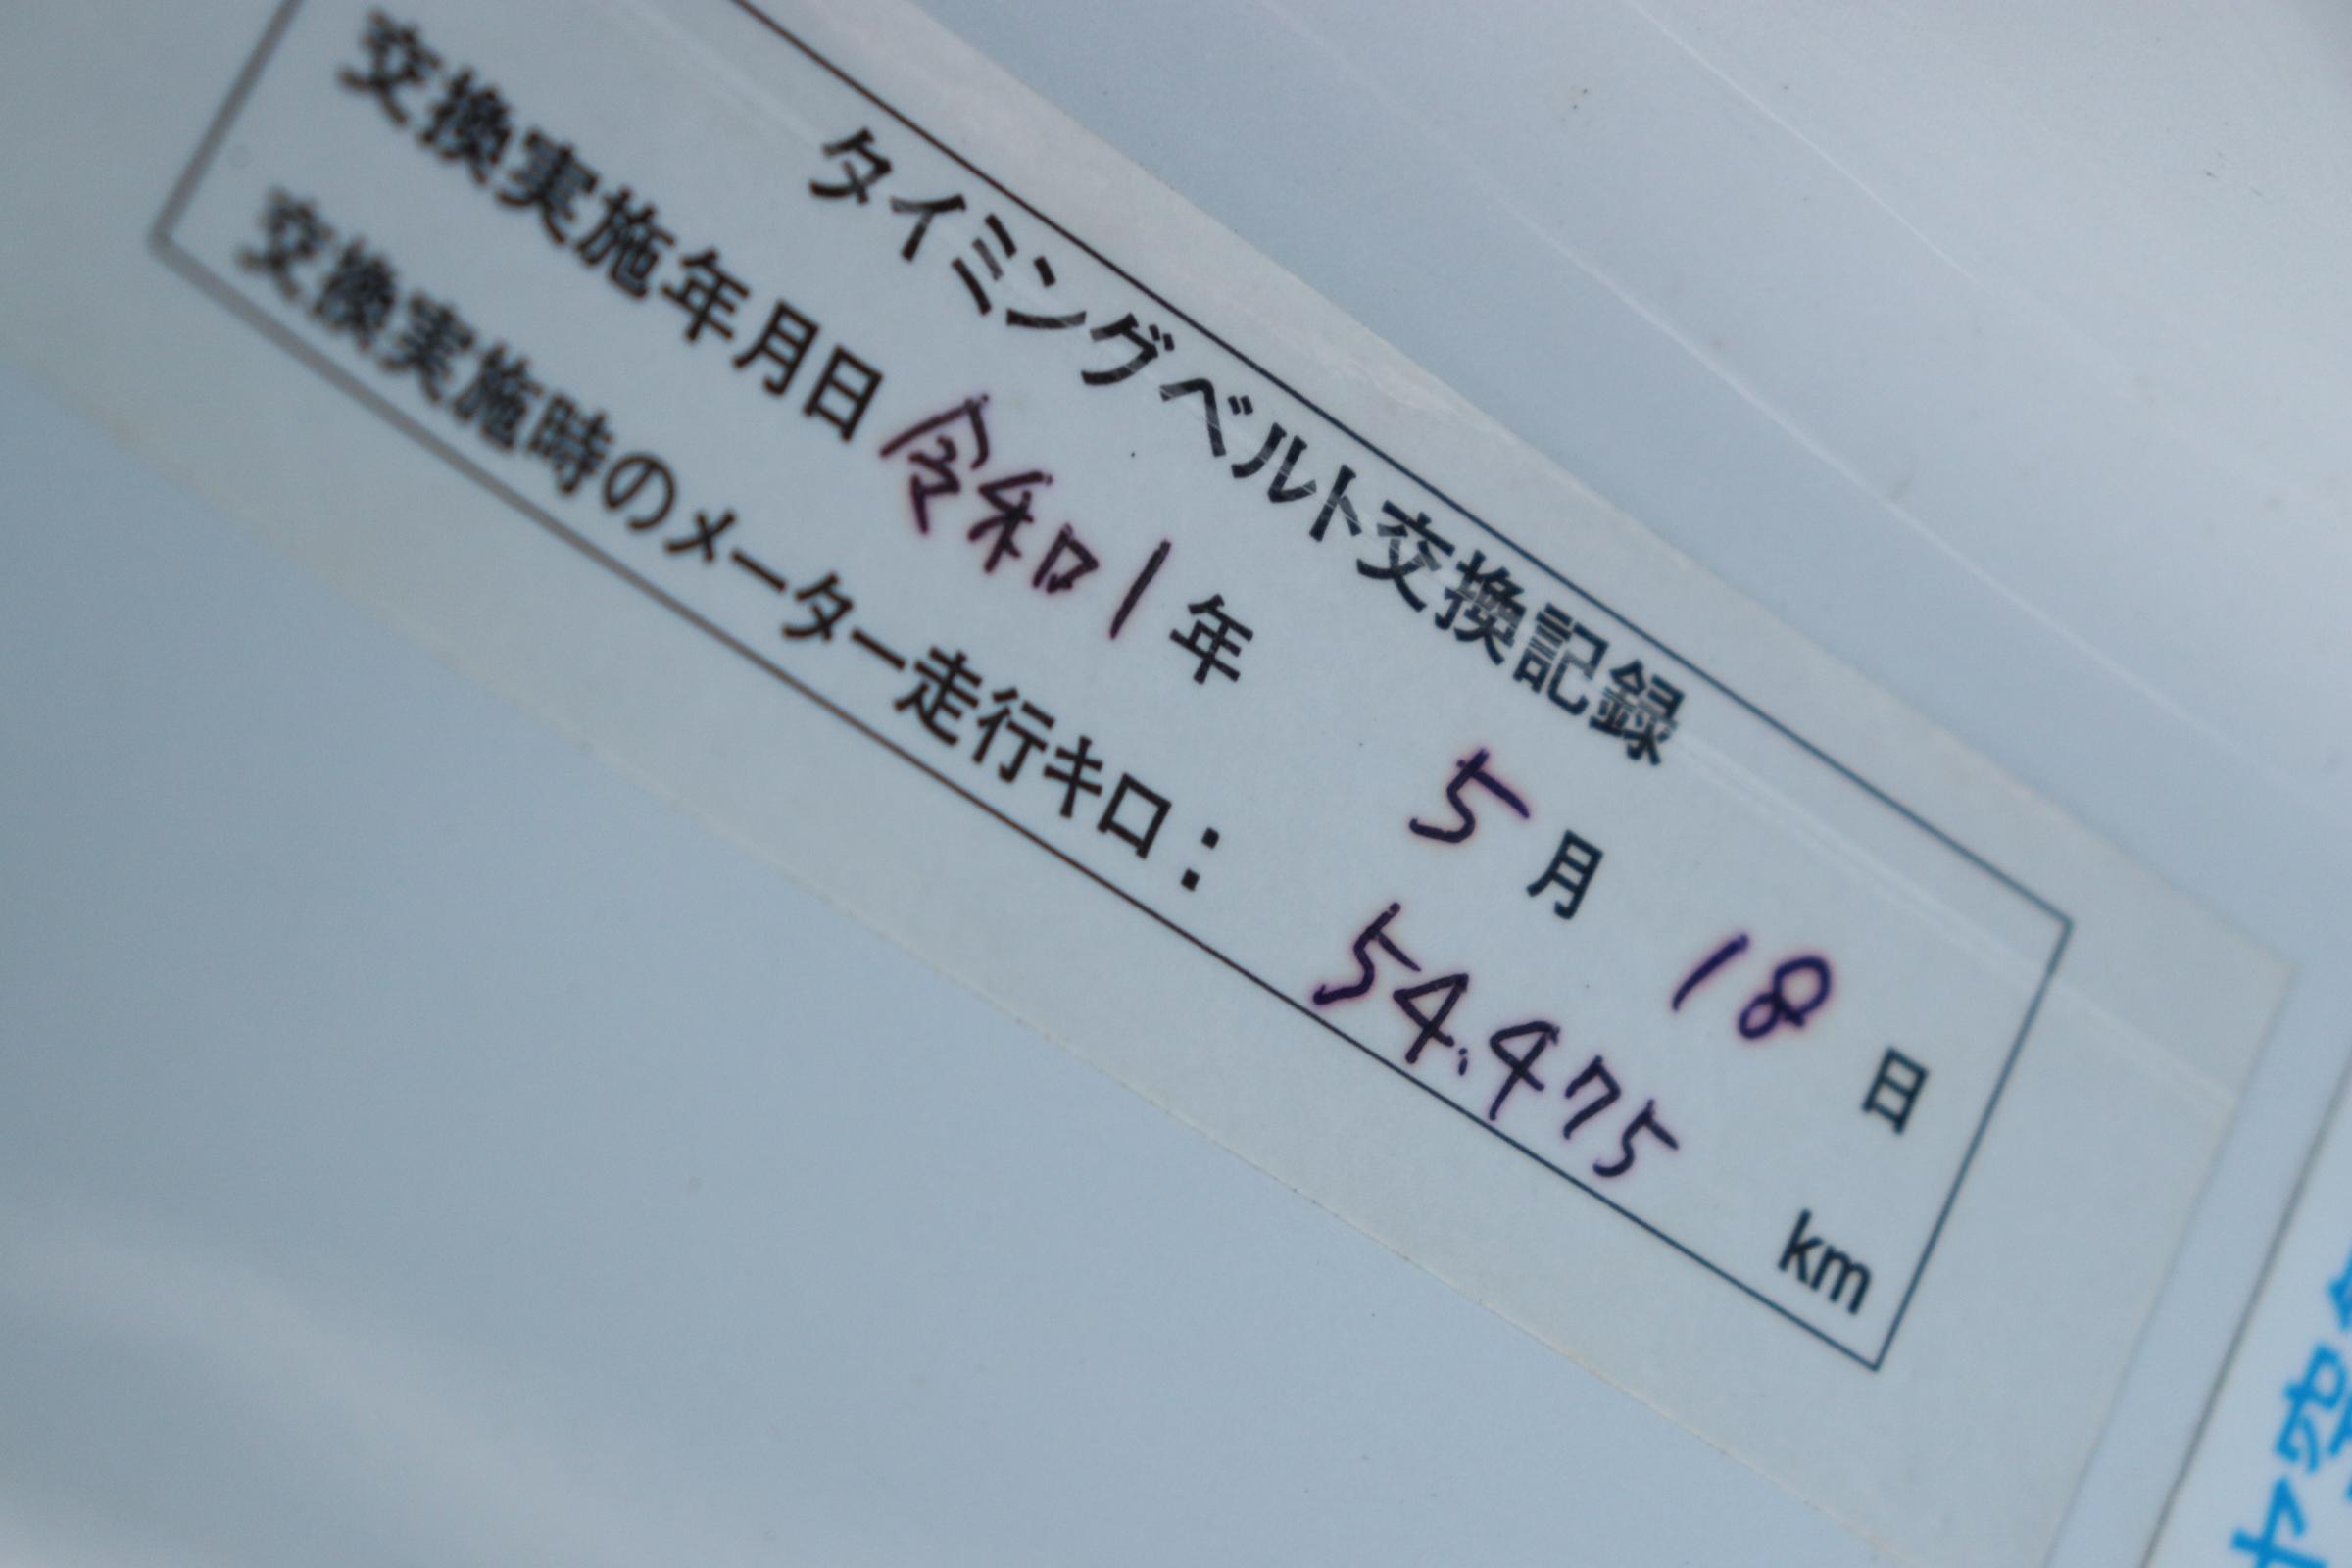 タイミングベルト交換記録
交換実施年月日 令和1年 5月 18日
交換実施時のメーター走行キロ： 54.475 km
ヤ空